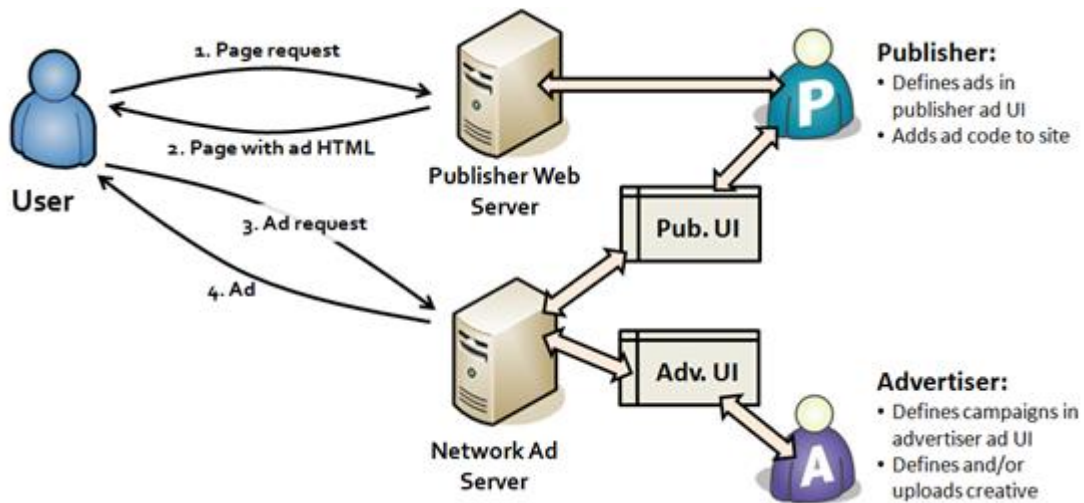 1. Page request
2. Page with ad HTML
User
3. Ad request
4. Ad
Publisher Web
Server
P
Publisher:
• Defines ads in
publisher ad UI
• Adds ad code to site
Pub. UI
Network Ad
Server
Adv. UI
A
Advertiser:
• Defines campaigns in
advertiser ad UI
• Defines and/or
uploads creative